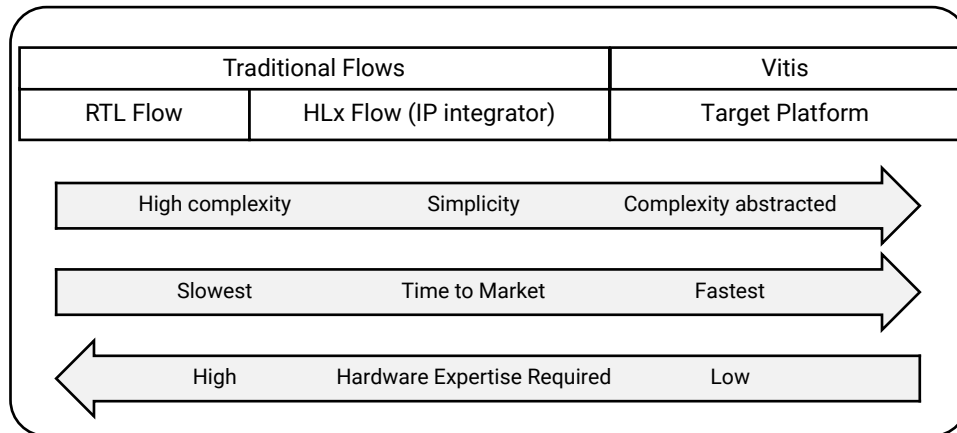 Traditional Flows Vitis
RTL Flow HLx Flow (IP integrator) Target Platform
High complexity Simplicity Complexity abstracted
Slowest Time to Market Fastest
High Hardware Expertise Required Low